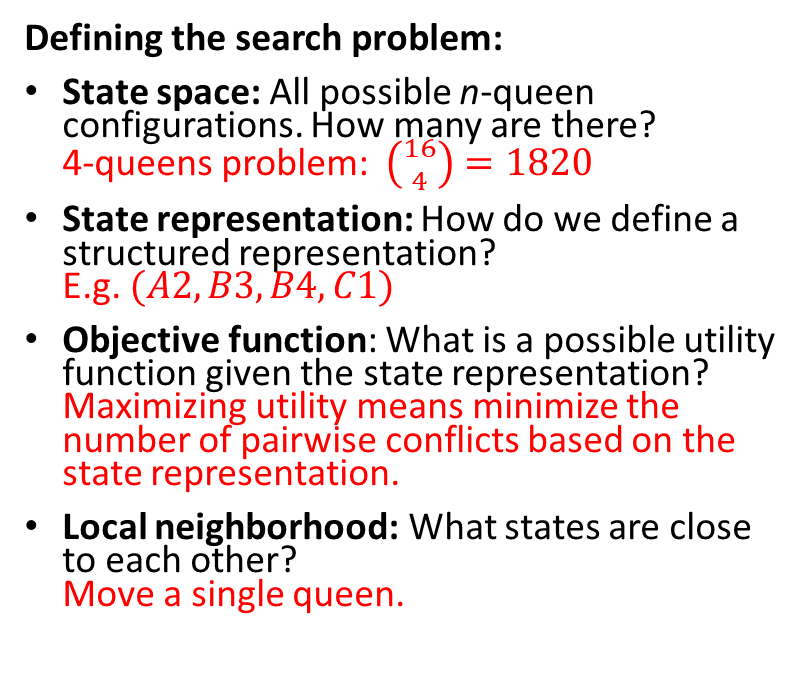 Defining the search problem:
• State space: All possible n-queen
configurations. How many are there?
4-queens problem: (16 4) = 1820
• State representation: How do we define a
structured representation?
E.g. (A2, B3, B4, C1)
• Objective function: What is a possible utility
function given the state representation?
Maximizing utility means minimize the
number of pairwise conflicts based on the
state representation.
• Local neighborhood: What states are close
to each other?
Move a single queen.